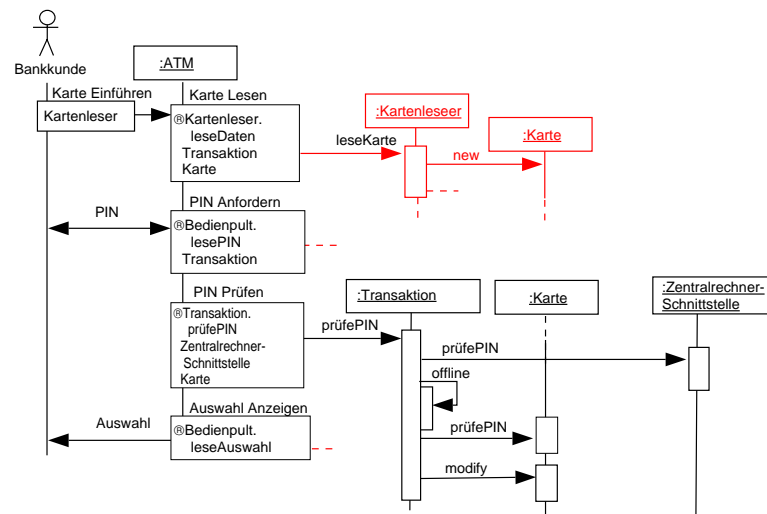 Bankkunde
:ATM
Karte Einführen
Karte Lesen
Kartenleser
®Kartenleser.
leseDaten
Transaktion
Karte
leseKarte
:Kartenleseer
new
:Karte
PIN
PIN Anfordern
®Bedienpult.
lesePIN
Transaktion
PIN Prüfen
®Transaktion.
prüfePIN
Zentralrechner-
Schnittstelle
Karte
prüfePIN
:Transaktion
:Karte
:Zentralrechner-
Schnittstelle
prüfePIN
offline
prüfePIN
modify
Auswahl
Auswahl Anzeigen
®Bedienpult.
leseAuswahl